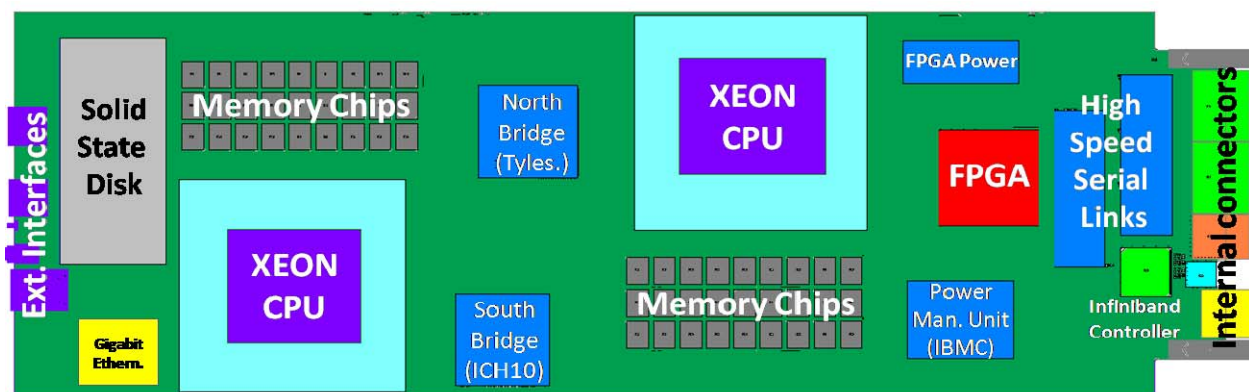 Ext. Interfaces
Solid
State
Disk
Memory Chips
North
Bridge
(Tyles.)
XEON
CPU
FPGA Power
High
Speed
Serial
Links
Internal connectors
FPGA
XEON
CPU
Gigabit
Ethern.
South
Bridge
(ICH10)
Memory Chips
Power
Man. Unit
(IBMC)
Infiniband
Controller